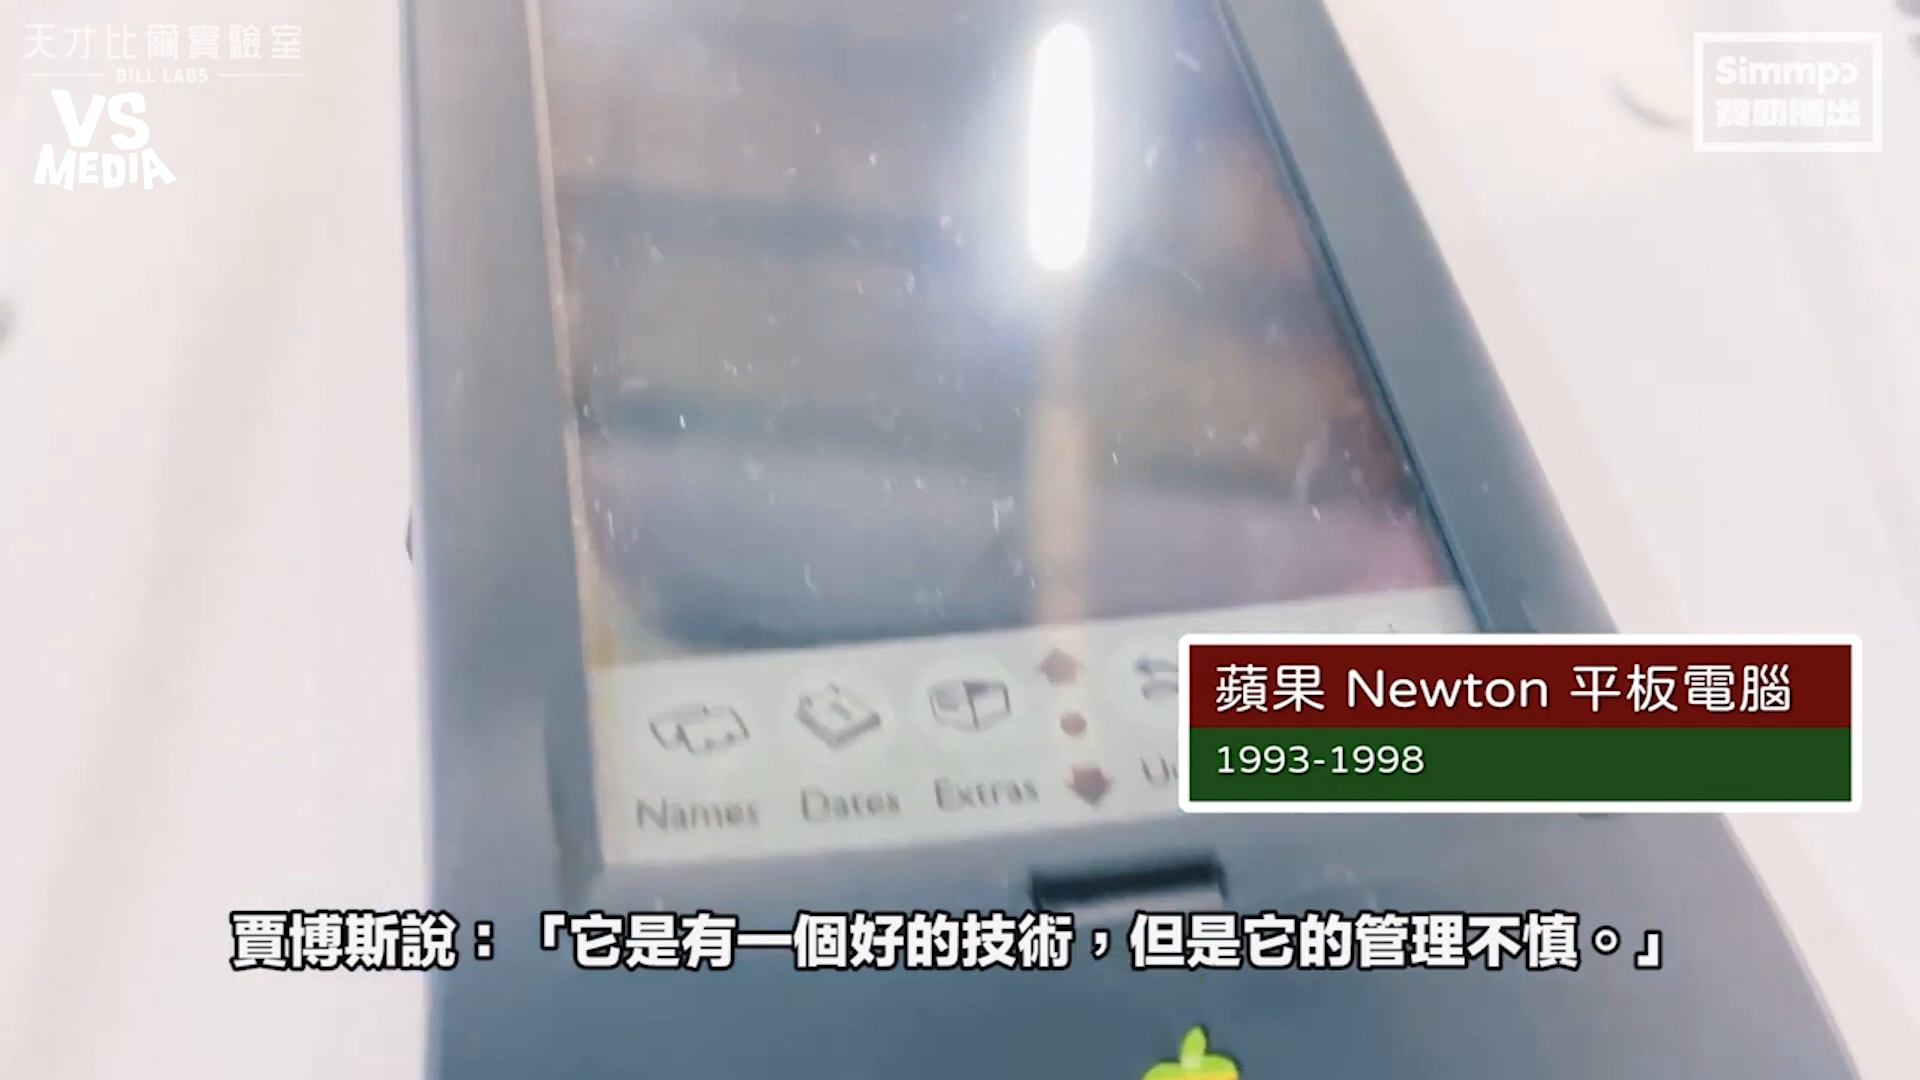 天才比爾實驗室
BILL LABS
VS
MEDIA
Simmpo
贊助播出
蘋果 Newton 平板電腦
1993-1998
Names
Dates
Extras
賈博斯說：「它是有一個好的技術，但是它的管理不慎。」